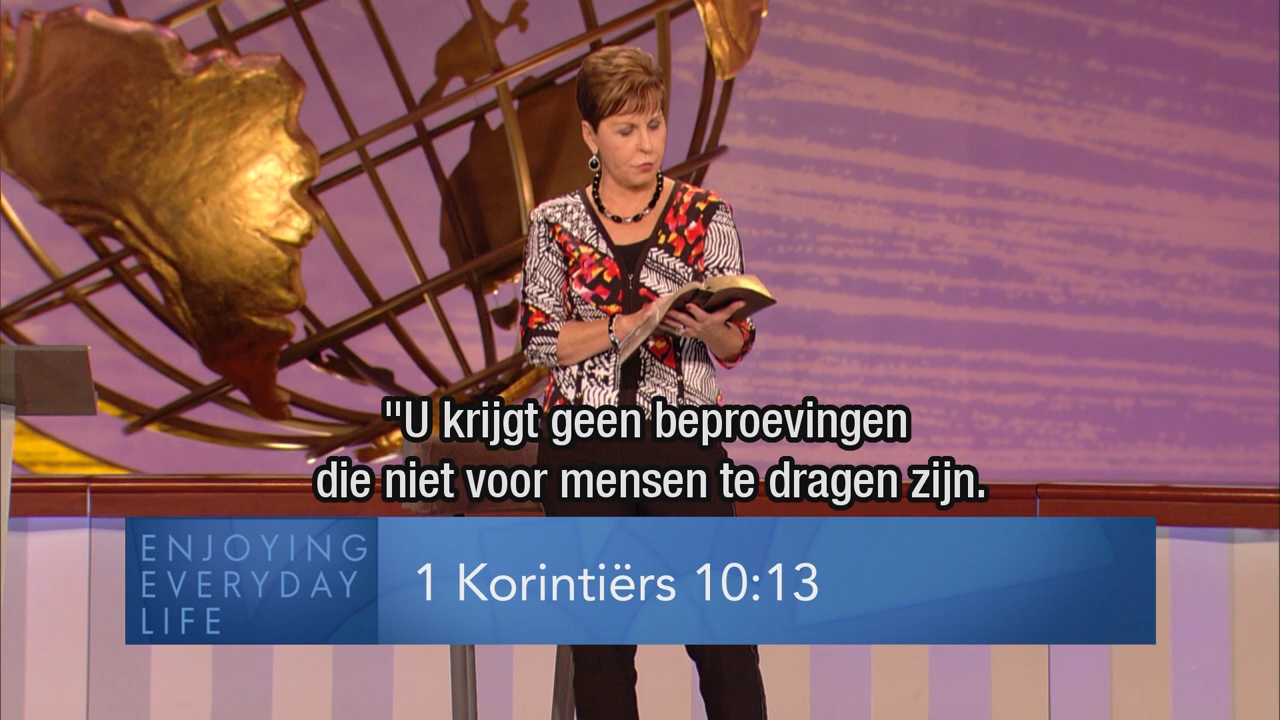 "U krijgt geen beproevingen
die niet voor mensen te dragen zijn.
ENJOYING
EVERYDAY
LIFE
1 Korintiërs 10:13